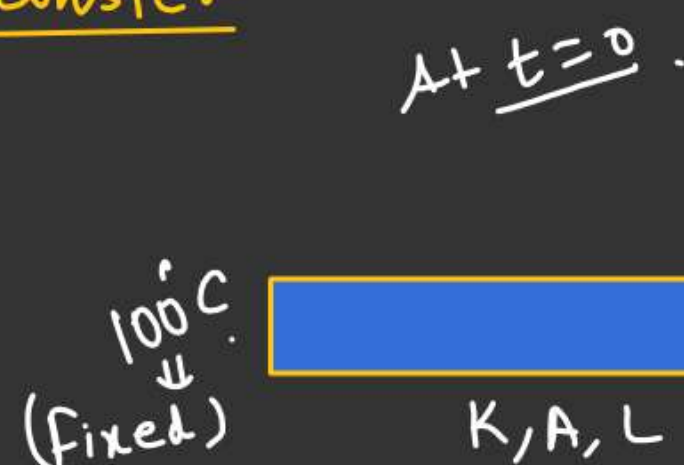 At t=0
100°C
(Fixed)
K, A, L